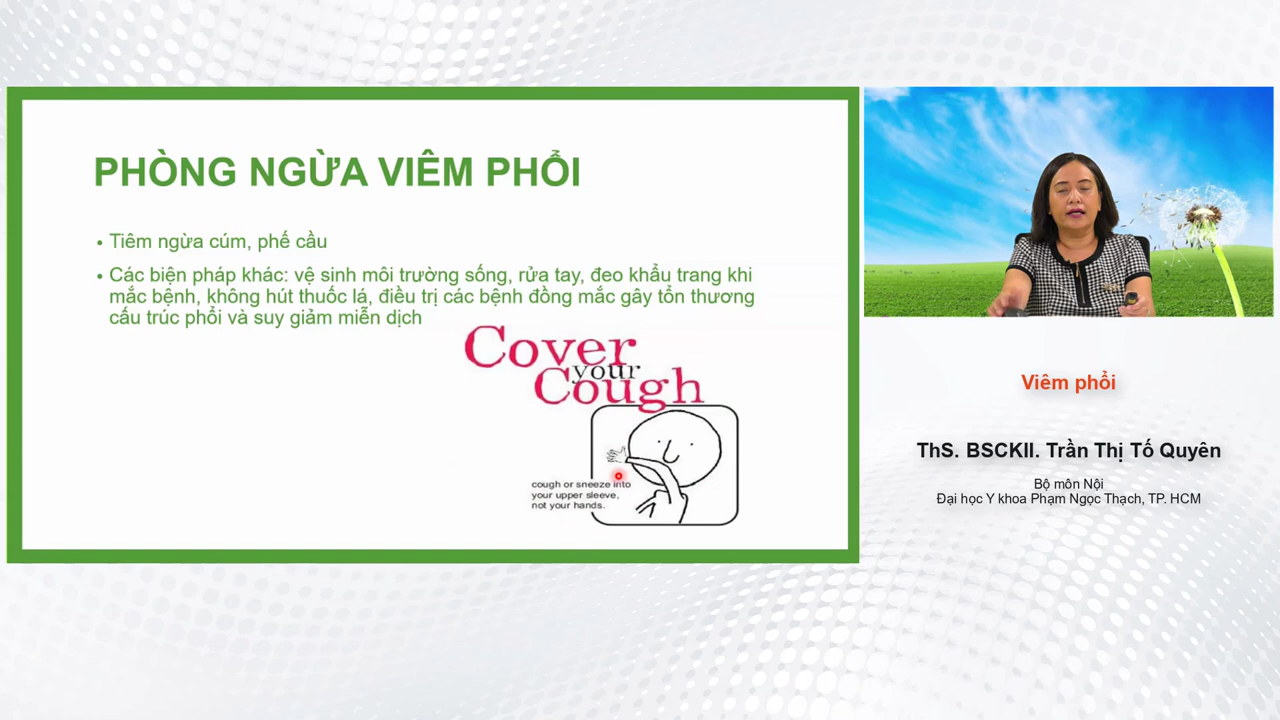 PHÒNG NGỪA VIÊM PHỔI
• Tiêm ngừa cúm, phế cầu
• Các biện pháp khác: vệ sinh môi trường sống, rửa tay, đeo khẩu trang khi
mắc bệnh, không hút thuốc lá, điều trị các bệnh đồng mắc gây tổn thương
cấu trúc phổi và suy giảm miễn dịch
Cover
your
Cough
cough or sneeze into
your upper sleeve,
not your hands.
Viêm phổi
ThS. BSCKII. Trần Thị Tố Quyên
Bộ môn Nội
Đại học Y khoa Phạm Ngọc Thạch, TP. HCM